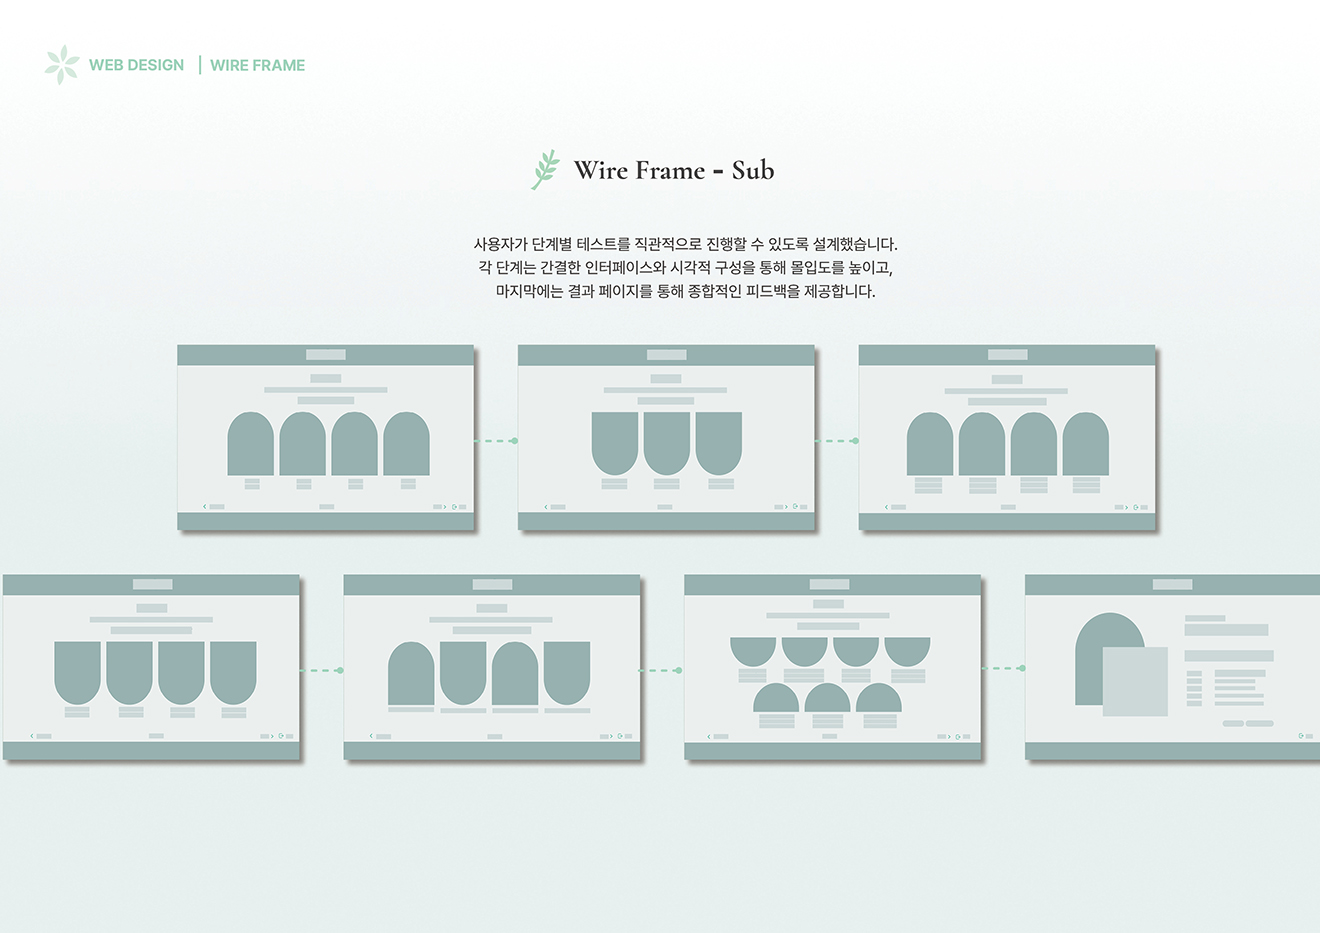 WEB DESIGN | WIRE FRAME
Wire Frame - Sub
사용자가 단계별 테스트를 직관적으로 진행할 수 있도록 설계했습니다.
각 단계는 간결한 인터페이스와 시각적 구성을 통해 몰입도를 높이고,
마지막에는 결과 페이지를 통해 종합적인 피드백을 제공합니다.